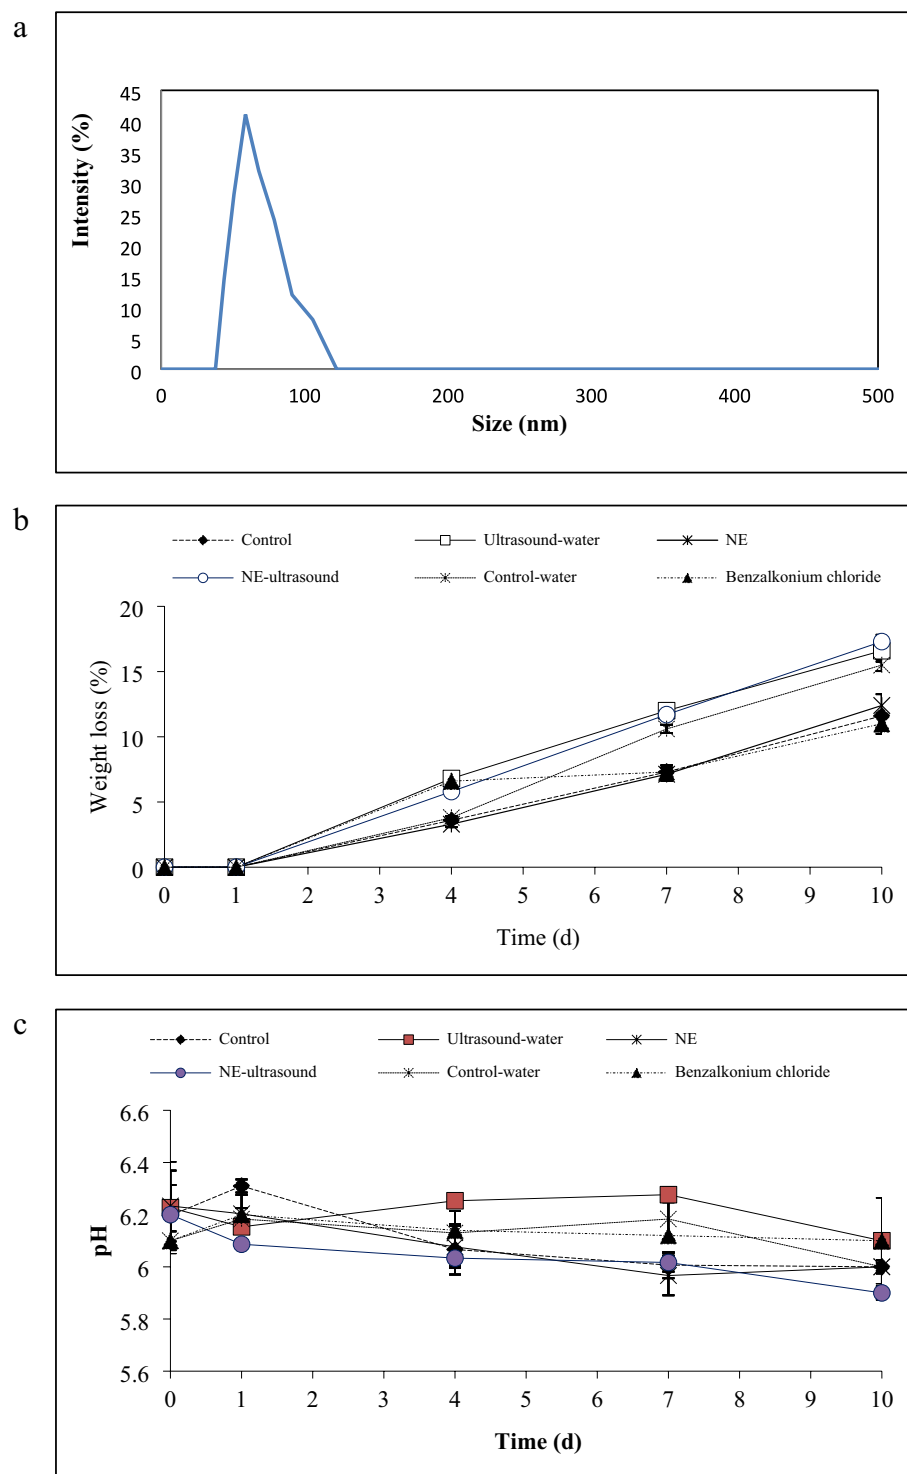 a
45
40
35
30
25
20
15
10
5
0
Intensity (%)
0 100 200 300 400 500
Size (nm)
b
Control Ultrasound-water NE
NE-ultrasound Control-water Benzalkonium chloride
20
15
10
5
0
Weight loss (%)
0 1 2 3 4 5 6 7 8 9 10
Time (d)
c
Control Ultrasound-water NE
NE-ultrasound Control-water Benzalkonium chloride
6.6
6.4
6.2
6
5.8
5.6
pH
0 1 2 3 4 5 6 7 8 9 10
Time (d)